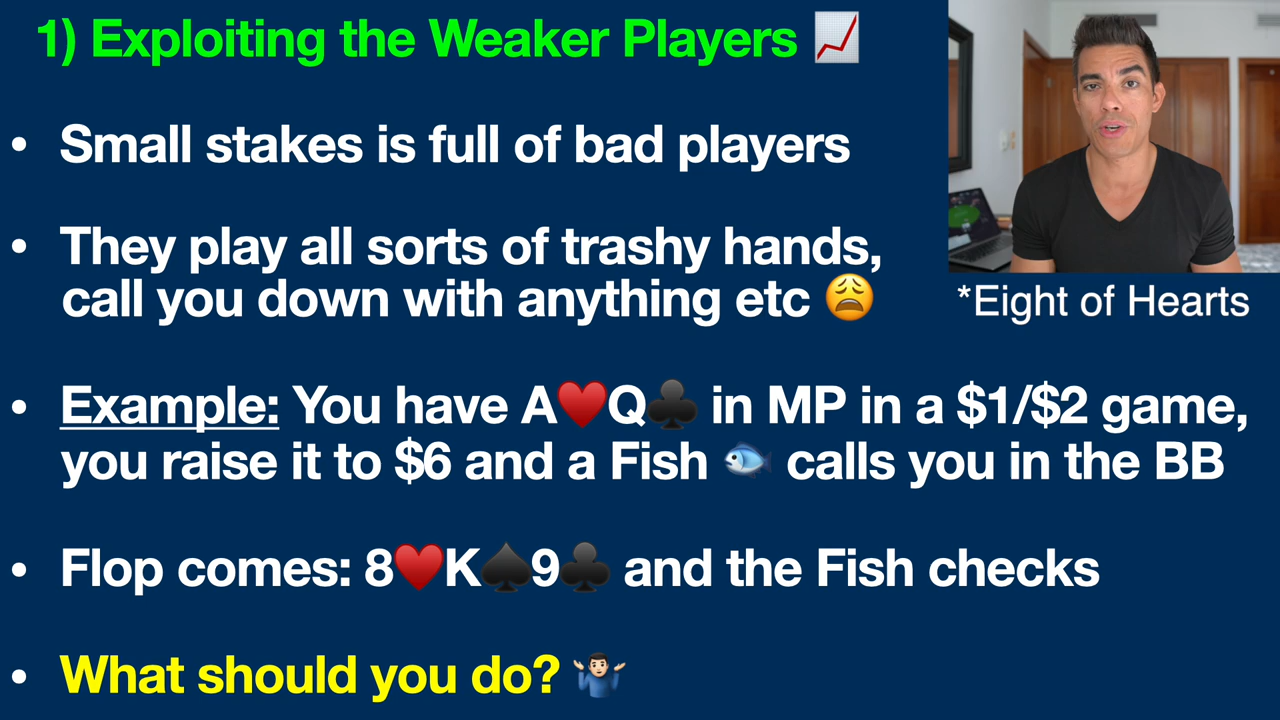 1) Exploiting the Weaker Players 📈
• Small stakes is full of bad players
• They play all sorts of trashy hands,
call you down with anything etc 😩
*Eight of Hearts
• Example: You have A♥Q♣ in MP in a $1/$2 game,
you raise it to $6 and a Fish 🐟 calls you in the BB
• Flop comes: 8♥K♠9♣ and the Fish checks
• What should you do? 🤷🏻‍♂️